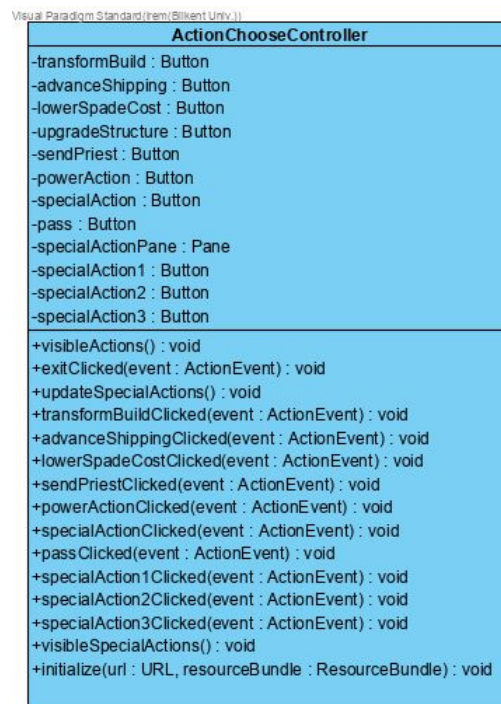 Visual Paradigm Standard(Irem(Bilkent Univ.))
ActionChooseController
-transformBuild : Button
-advanceShipping : Button
-lowerSpadeCost : Button
-upgradeStructure : Button
-sendPriest : Button
-powerAction : Button
-specialAction : Button
-pass : Button
-specialActionPane : Pane
-specialAction1 : Button
-specialAction2 : Button
-specialAction3 : Button
+visibleActions() : void
+exitClicked(event : ActionEvent) : void
+updateSpecialActions() : void
+transformBuildClicked(event : ActionEvent) : void
+advanceShippingClicked(event : ActionEvent) : void
+lowerSpadeCostClicked(event : ActionEvent) : void
+sendPriestClicked(event : ActionEvent) : void
+powerActionClicked(event : ActionEvent) : void
+specialActionClicked(event : ActionEvent) : void
+passClicked(event : ActionEvent) : void
+specialAction1Clicked(event : ActionEvent) : void
+specialAction2Clicked(event : ActionEvent) : void
+specialAction3Clicked(event : ActionEvent) : void
+visibleSpecialActions() : void
+initialize(url : URL, resourceBundle : ResourceBundle) : void